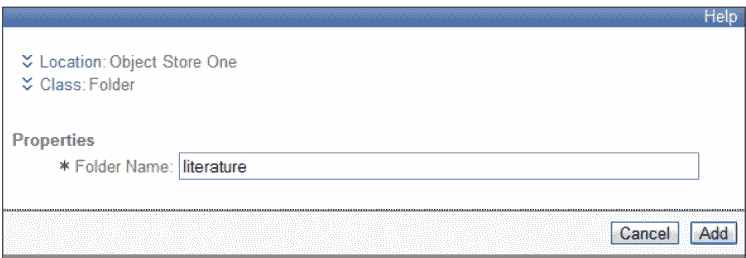 Help
Location: Object Store One
Class: Folder
Properties
* Folder Name: literature
Cancel Add